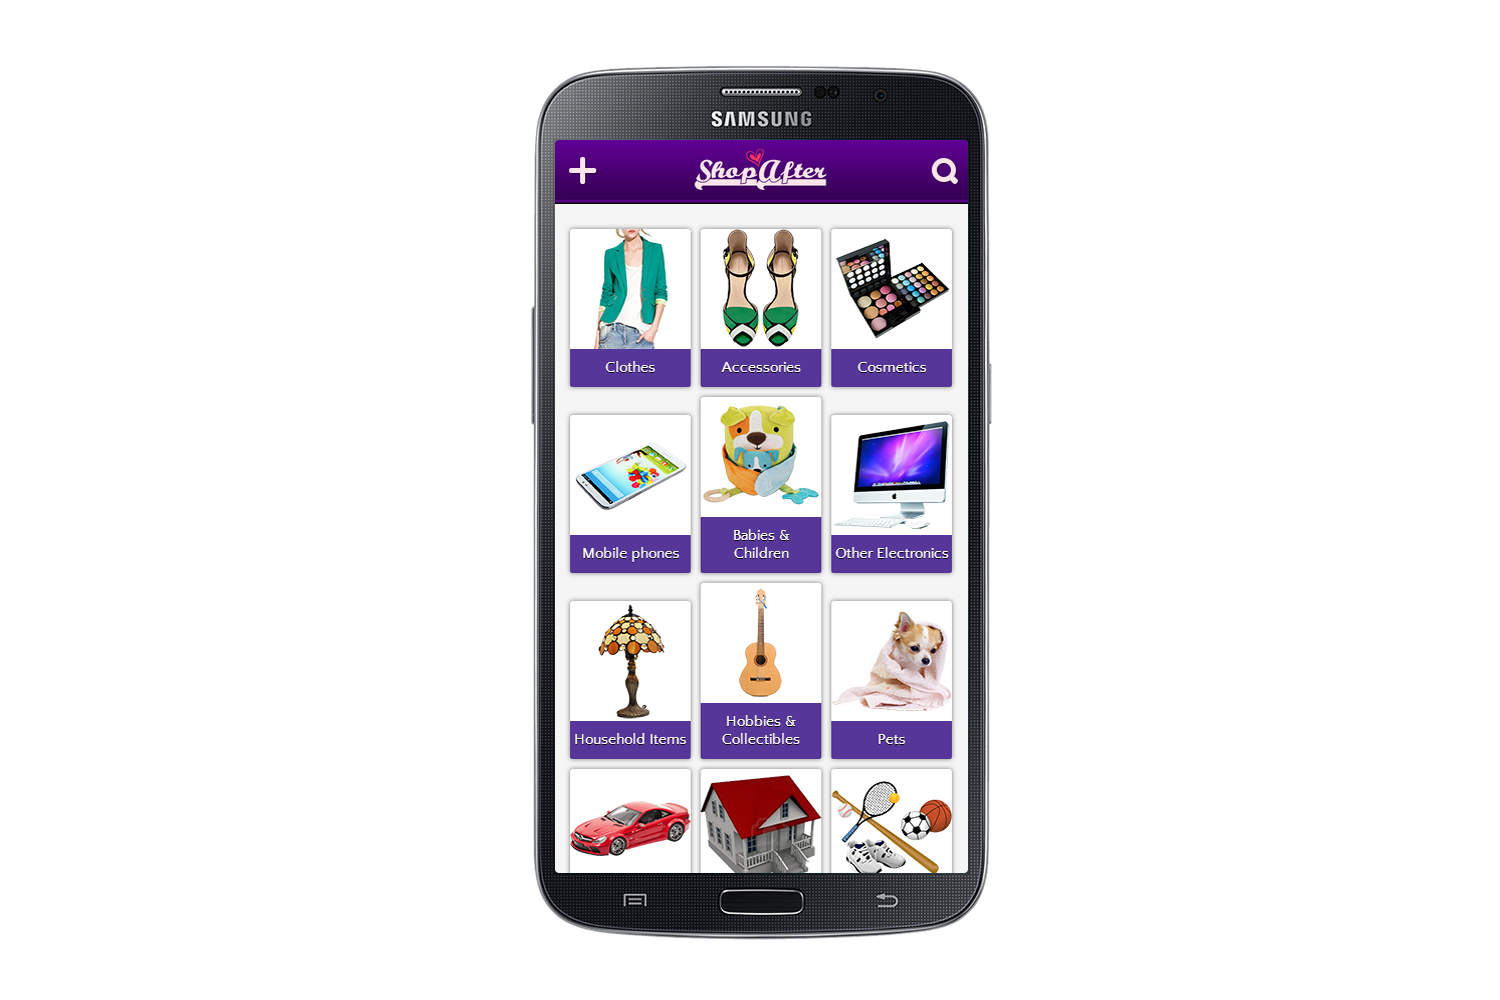 SAMSUNG
ShopAfter
Clothes
Accessories
Cosmetics
Mobile phones
Babies &
Children
Other Electronics
Household Items
Hobbies &
Collectibles
Pets